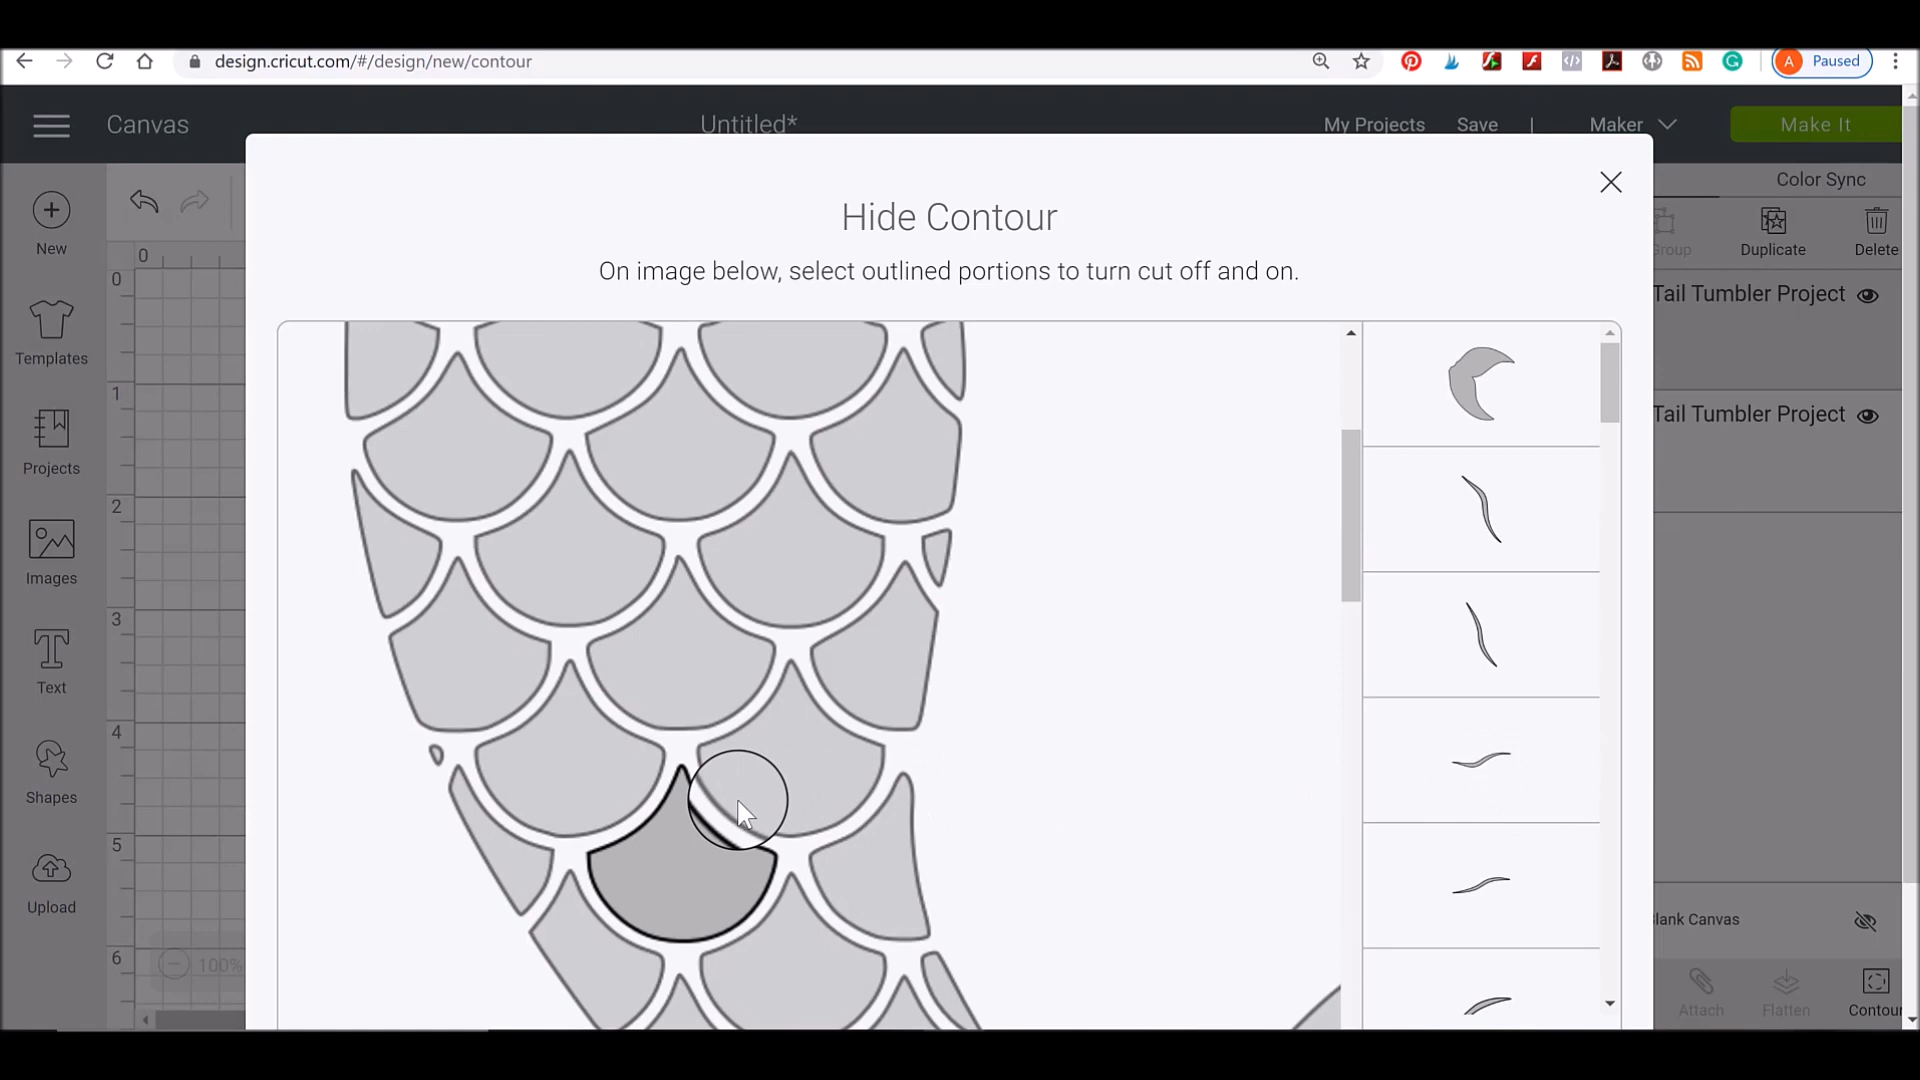 design.cricut.com/#/design/new/contour
A Paused
Canvas
Untitled*
My Projects Save | Maker
Make It
Hide Contour
On image below, select outlined portions to turn cut off and on.
Color Sync
New
Templates
Projects
Images
Text
Shapes
Upload
0
0
1
2
3
4
5
6
100%
Duplicate
Delete
Tail Tumbler Project
Tail Tumbler Project
Canvas
Attach
Flatten